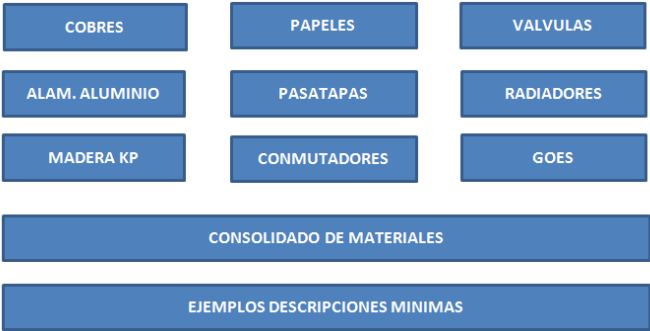 COBRES
PAPELES
VALVULAS
ALAM. ALUMINIO
PASATAPAS
RADIADORES
MADERA KP
CONMUTADORES
GOES
CONSOLIDADO DE MATERIALES
EJEMPLOS DESCRIPCIONES MINIMAS